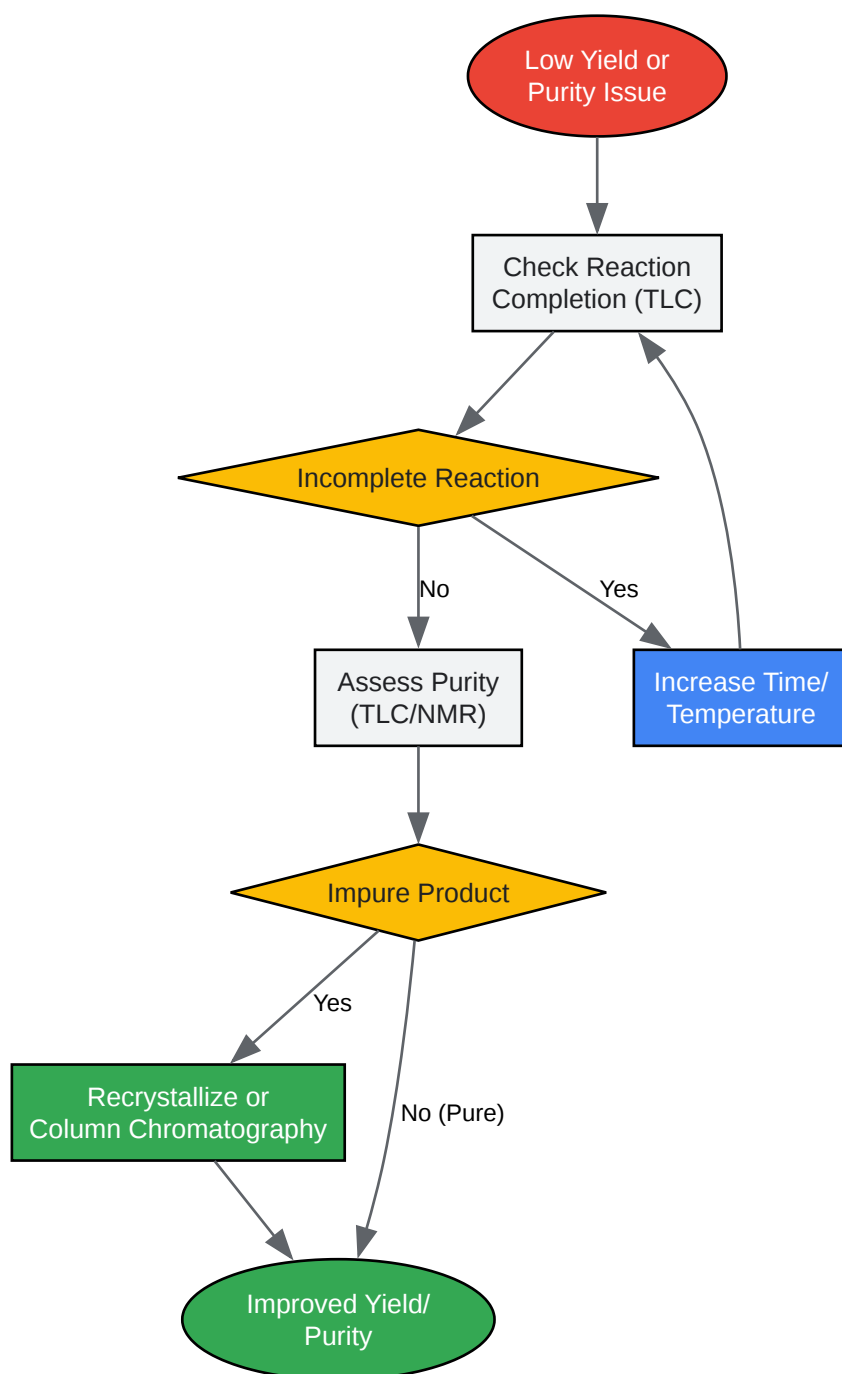 Low Yield or
Purity Issue
Check Reaction
Completion (TLC)
Incomplete Reaction
No
Yes
Assess Purity
(TLC/NMR)
Increase Time/
Temperature
Impure Product
Yes
No (Pure)
Recrystallize or
Column Chromatography
Improved Yield/
Purity